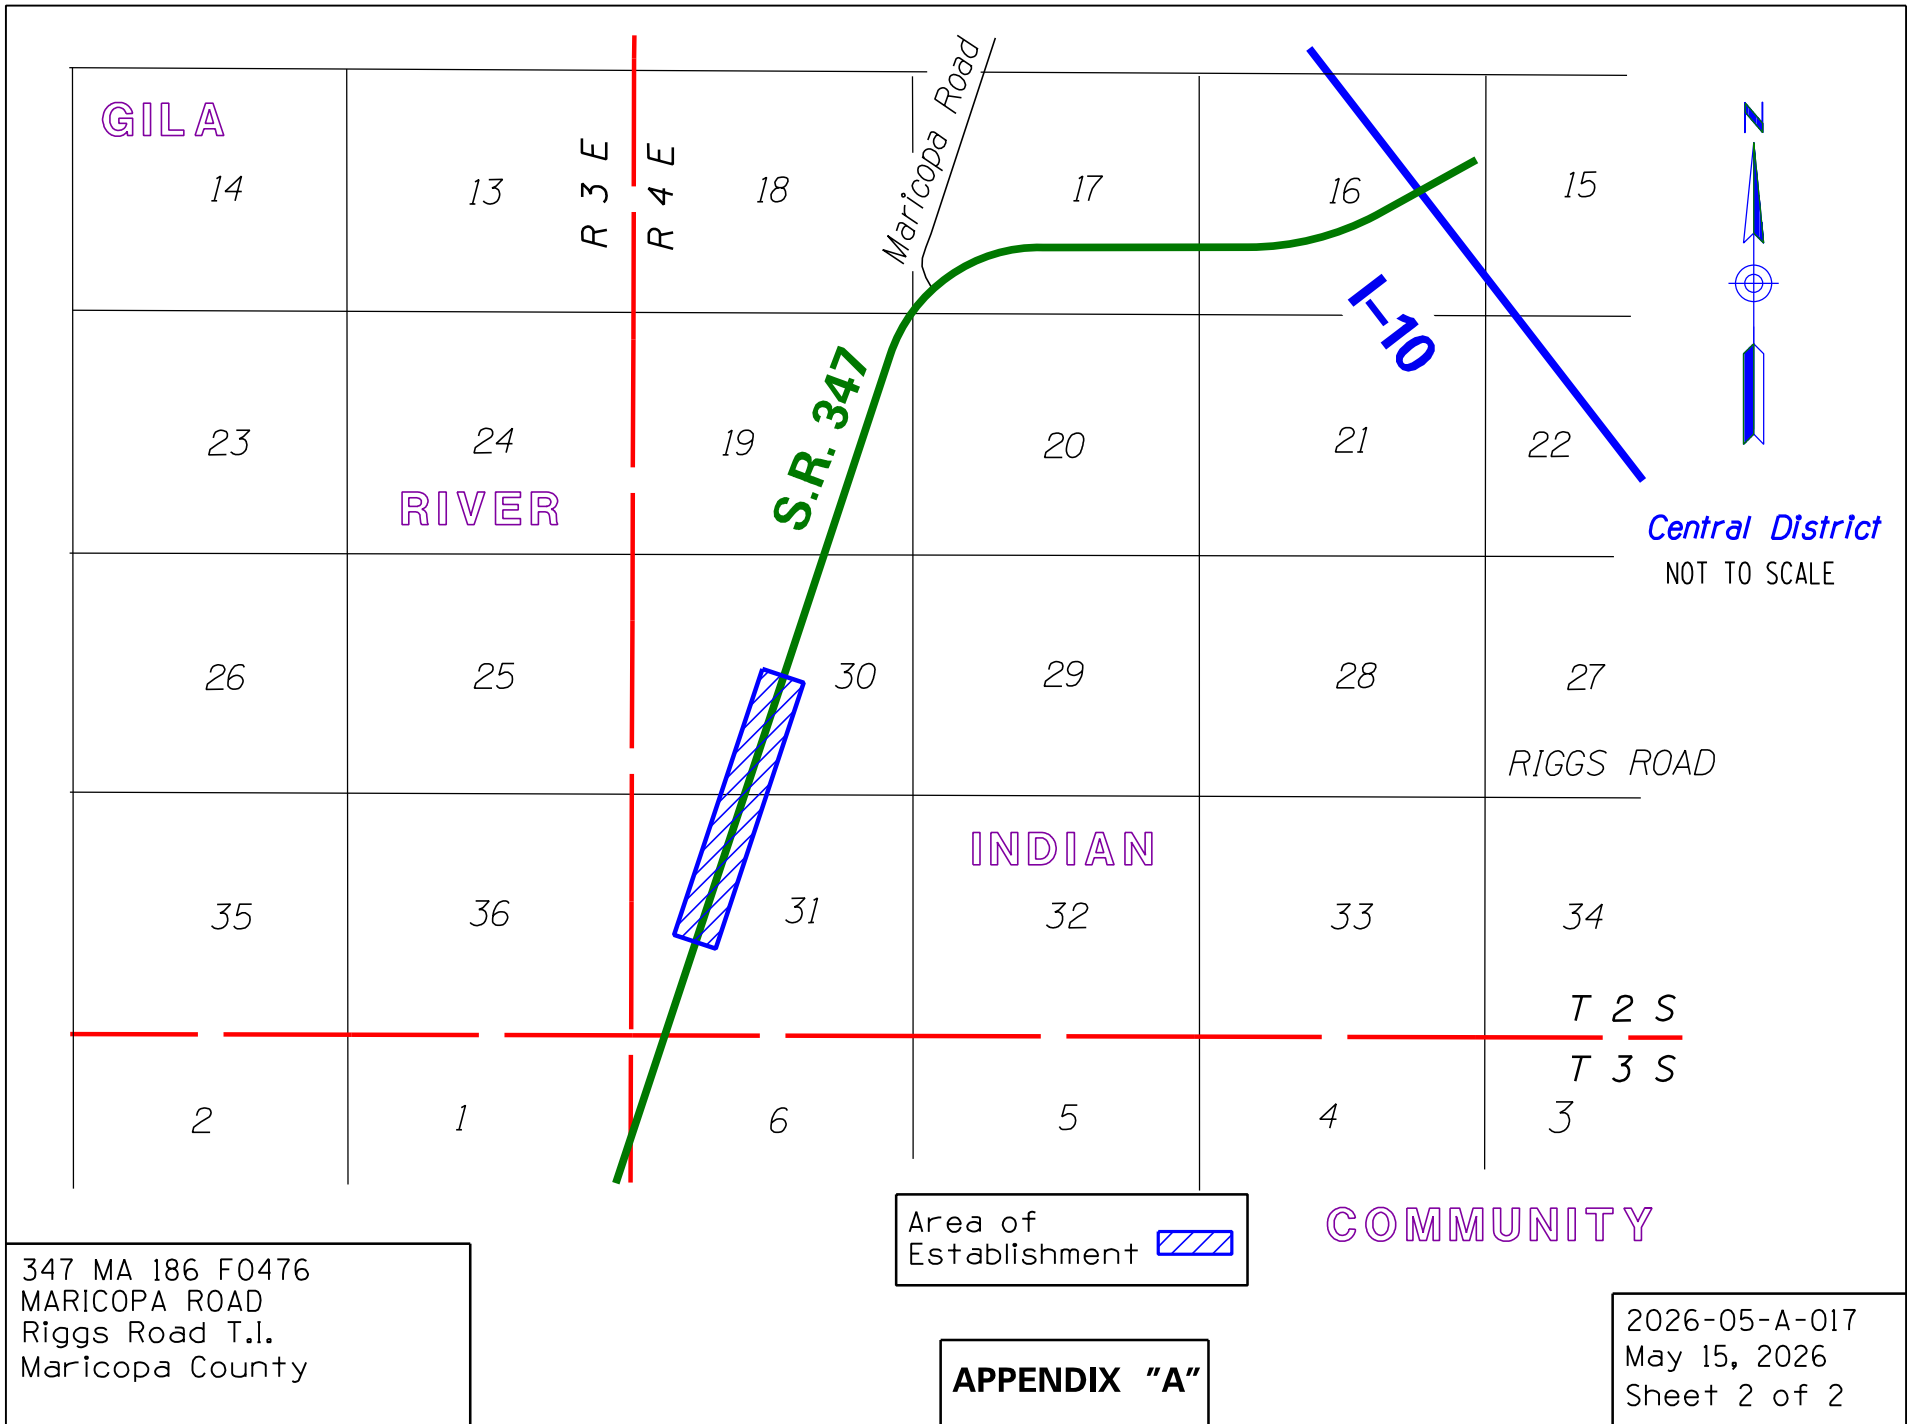 GILA
14
13
R 3 E
R 4 E
18
Maricopa Road
17
16
15
N
I-10
23
24
19
S.R. 347
20
21
22
RIVER
Central District
NOT TO SCALE
26
25
30
29
28
27
RIGGS ROAD
INDIAN
35
36
31
32
33
34
T 2 S
T 3 S
2
1
6
5
4
3
Area of
Establishment
COMMUNITY
347 MA 186 F0476
MARICOPA ROAD
Riggs Road T.I.
Maricopa County
APPENDIX "A"
2026-05-A-017
May 15, 2026
Sheet 2 of 2